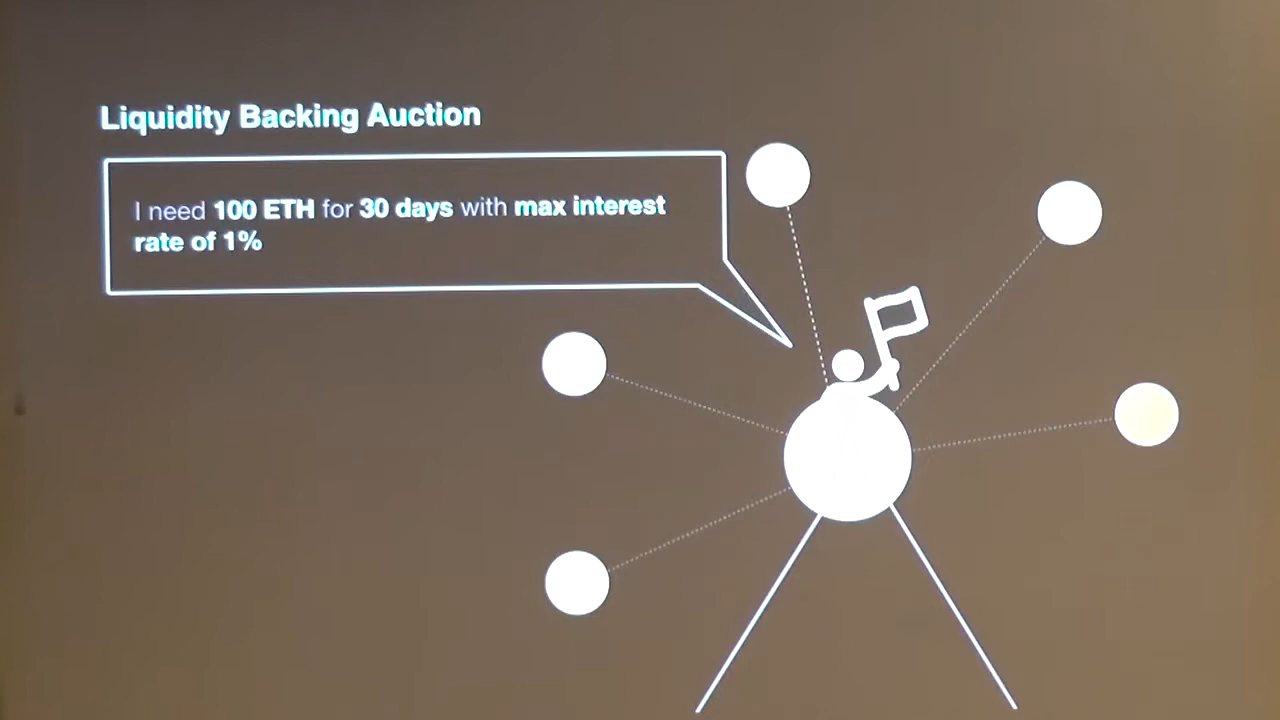 Liquidity Backing Auction
I need 100 ETH for 30 days with max interest
rate of 1%